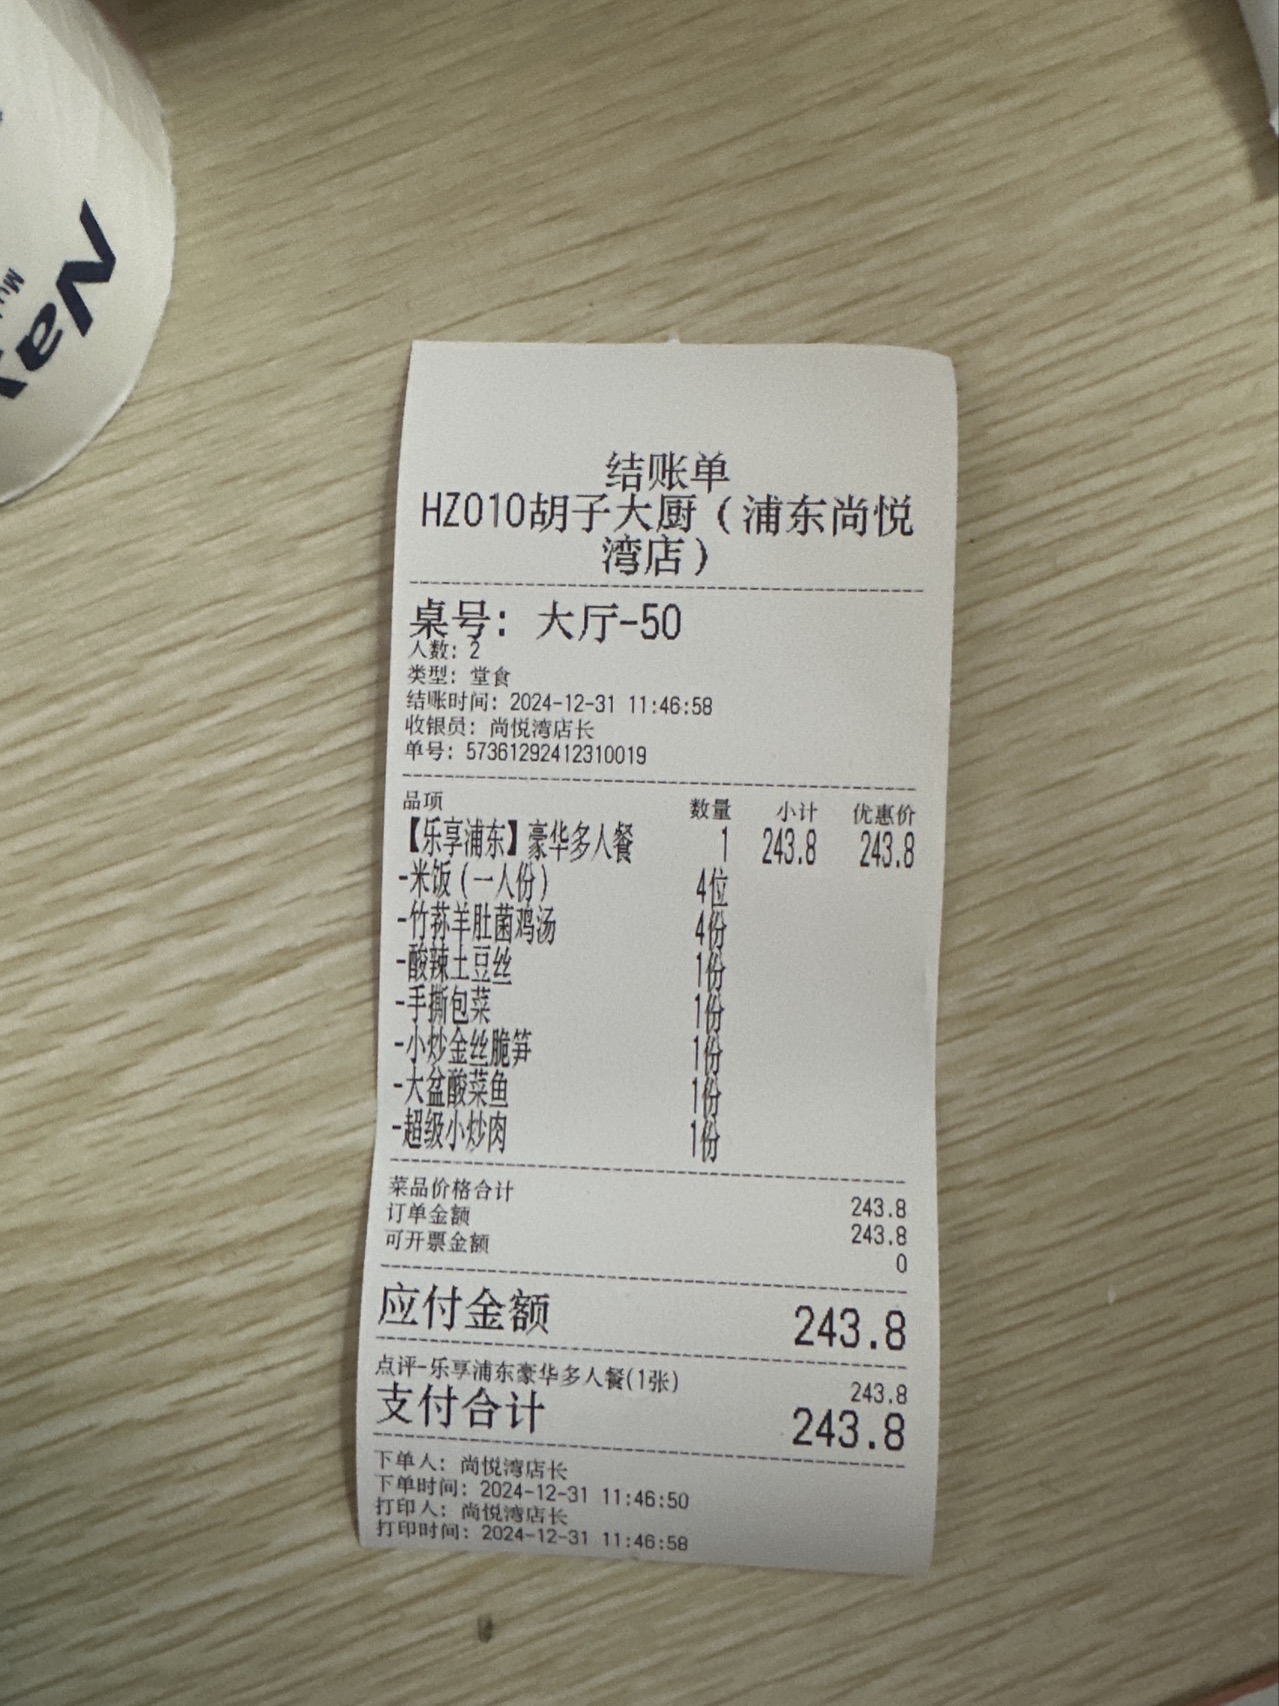 Nay
结账单
HZ010胡子大厨（浦东尚悦
湾店）
桌号：大厅-50
人数：2
类型：堂食
结账时间：2024-12-31 11:46:58
收银员：尚悦湾店长
单号：57361292412310019
品项 数量 小计 优惠价
【乐享浦东】豪华多人餐 1 243.8 243.8
-米饭（一人份） 4位
-竹荪羊肚菌鸡汤 4份
-酸辣土豆丝 1份
-手撕包菜 1份
-小炒金丝脆笋 1份
-大盆酸菜鱼 1份
-超级小炒肉 1份
菜品价格合计 243.8
订单金额 243.8
可开票金额 0
应付金额 243.8
点评-乐享浦东豪华多人餐(1张) 243.8
支付合计 243.8
下单人：尚悦湾店长
下单时间：2024-12-31 11:46:50
打印人：尚悦湾店长
打印时间：2024-12-31 11:46:58